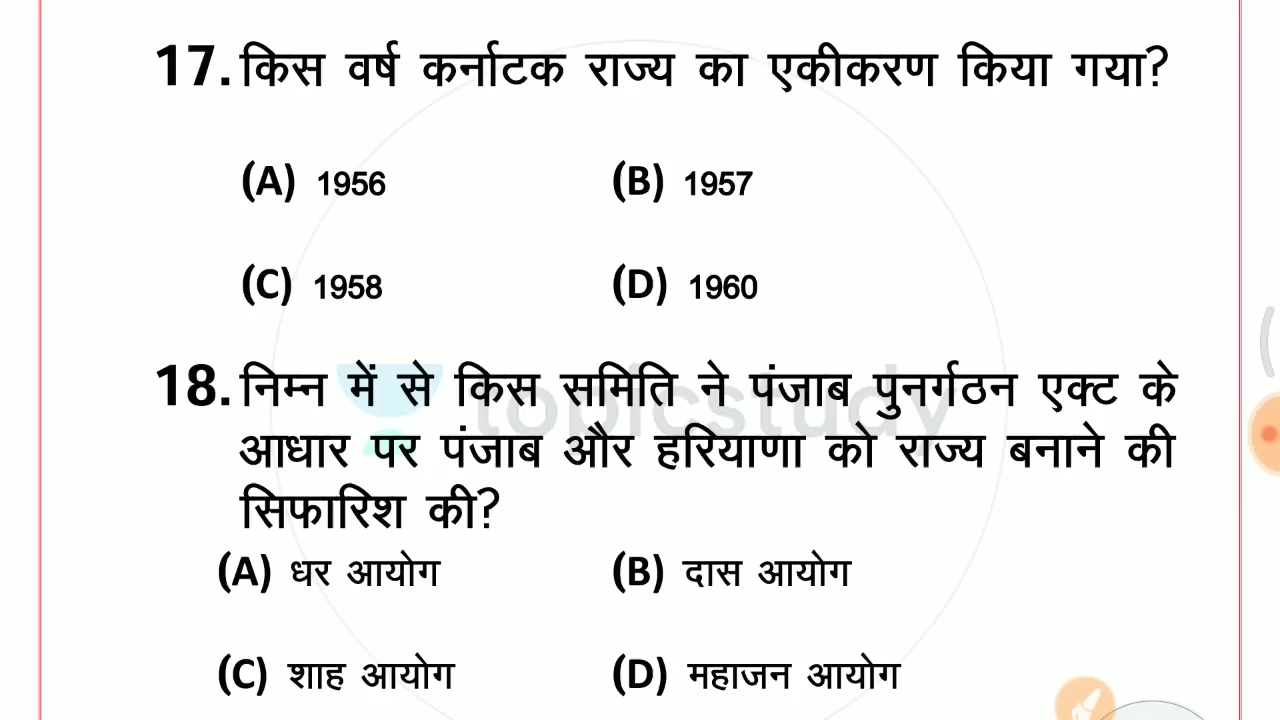 17. किस वर्ष कर्नाटक राज्य का एकीकरण किया गया?
(A) 1956 (B) 1957
(C) 1958 (D) 1960
18. निम्न में से किस समिति ने पंजाब पुनर्गठन एक्ट के
आधार पर पंजाब और हरियाणा को राज्य बनाने की
सिफारिश की?
(A) धर आयोग (B) दास आयोग
(C) शाह आयोग (D) महाजन आयोग
topicstudy